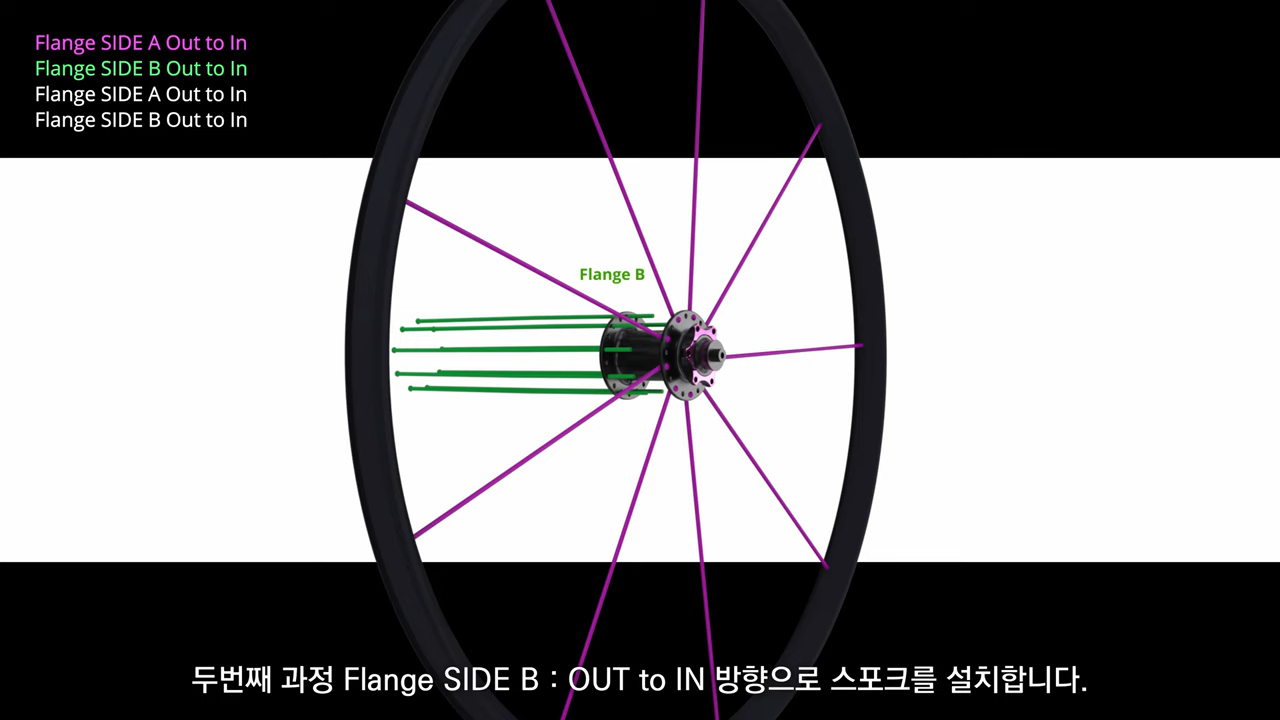 Flange SIDE A Out to In
Flange SIDE B Out to In
Flange SIDE A Out to In
Flange SIDE B Out to In
Flange B
두번째 과정 Flange SIDE B : OUT to IN 방향으로 스포크를 설치합니다.